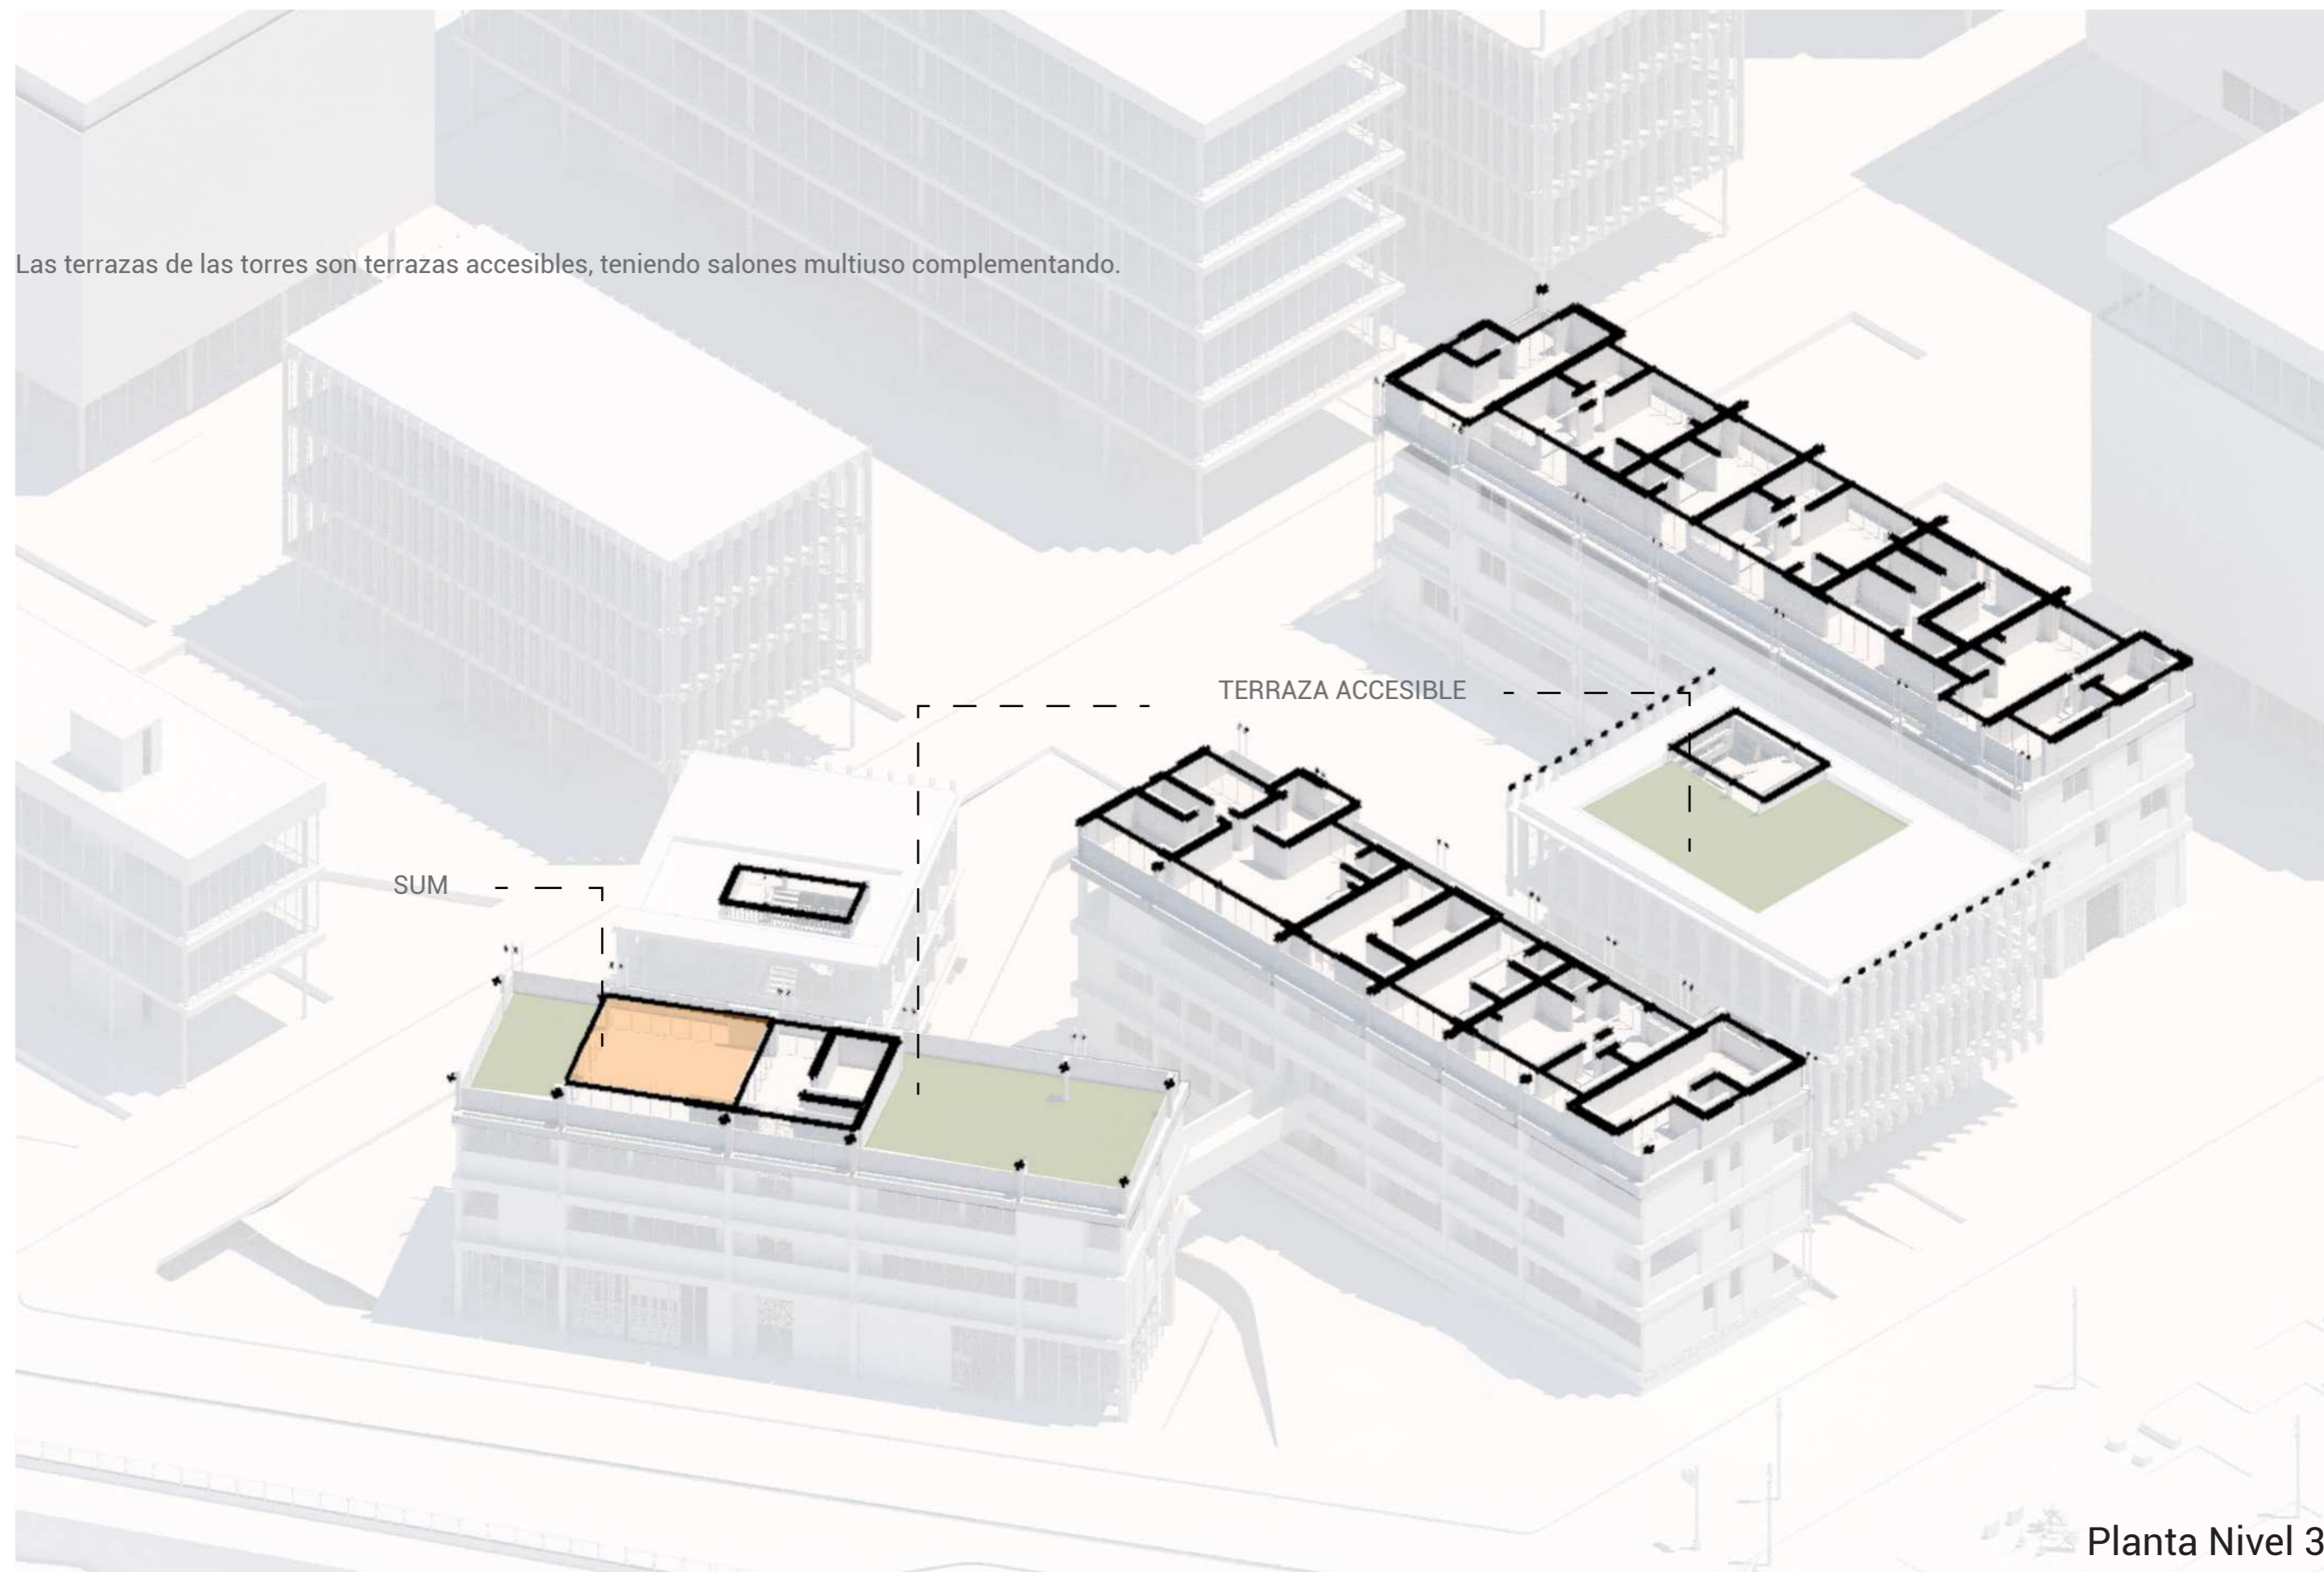 Las terrazas de las torres son terrazas accesibles, teniendo salones multiuso complementando.
TERRAZA ACCESIBLE
SUM
Planta Nivel 3